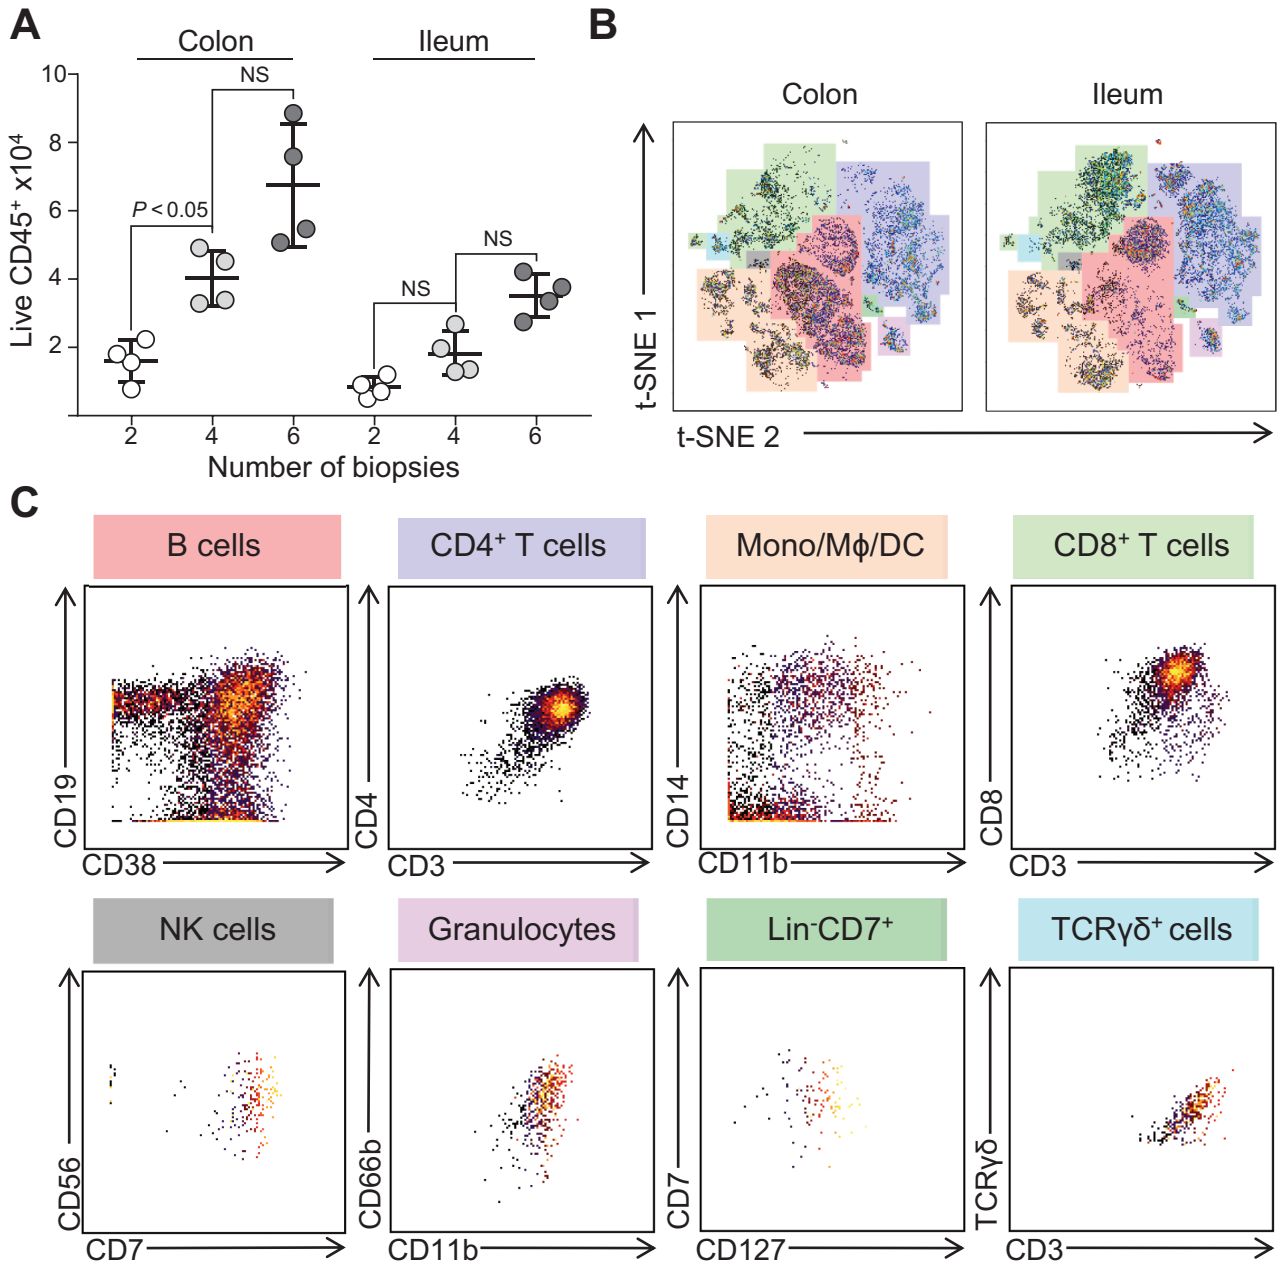 A
Colon
Ileum
NS
P < 0.05
NS
NS
Live CD45⁺ x10⁴
10
8
6
4
2
2 4 6 2 4 6
Number of biopsies
B
Colon
Ileum
t-SNE 1
t-SNE 2
C
B cells
CD4⁺ T cells
Mono/Mϕ/DC
CD8⁺ T cells
CD19
CD38
CD4
CD3
CD14
CD11b
CD8
CD3
NK cells
Granulocytes
Lin⁻CD7⁺
TCRγδ⁺ cells
CD56
CD7
CD66b
CD11b
CD7
CD127
TCRγδ
CD3